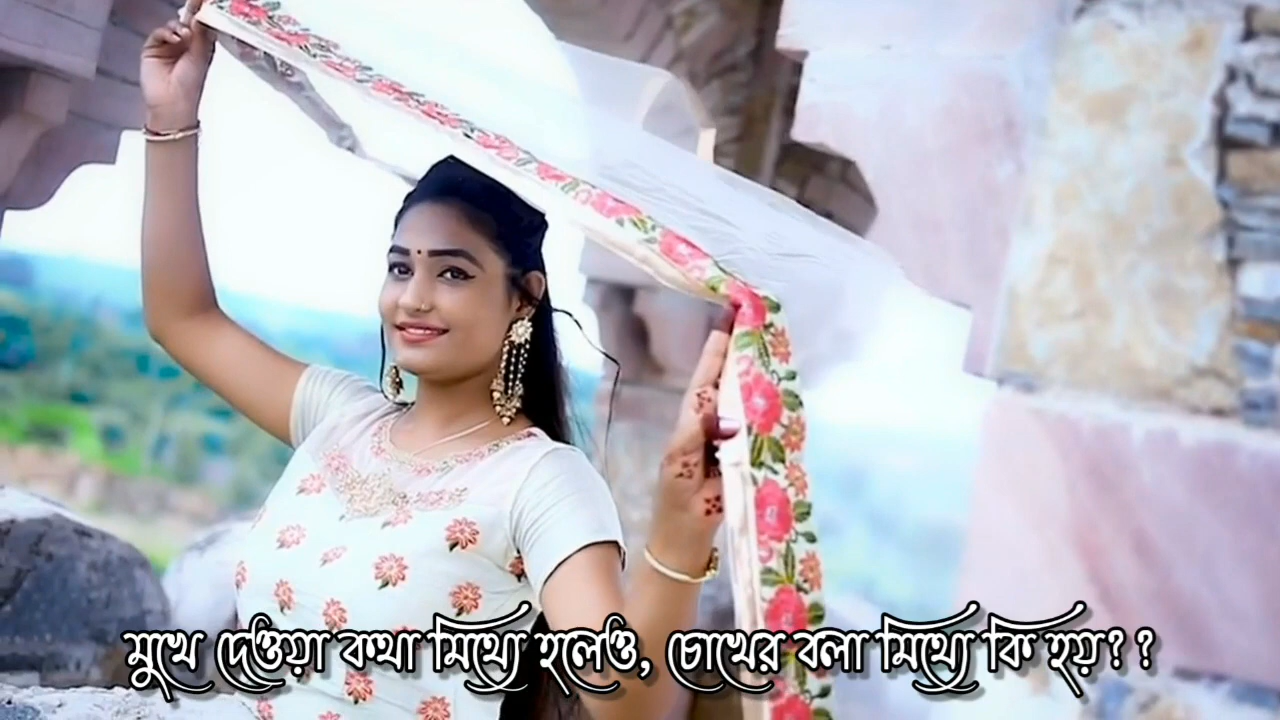 মুখে দেওয়া কথা মিথ্যে হলেও, চোখের বলা মিথ্যে কি হয়??